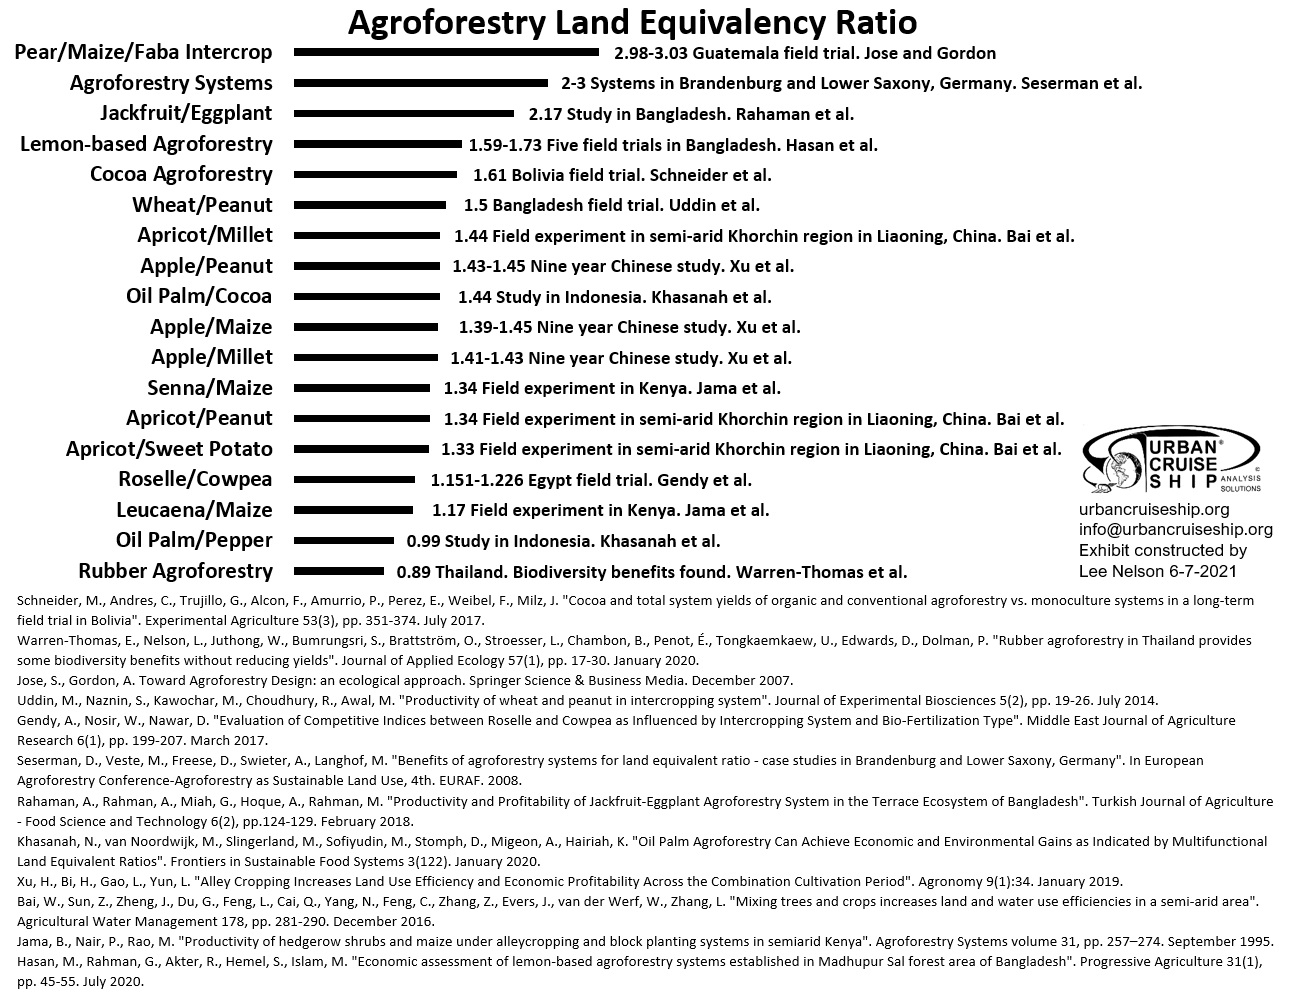 Agroforestry Land Equivalency Ratio
Pear/Maize/Faba Intercrop 2.98-3.03 Guatemala field trial. Jose and Gordon
Agroforestry Systems 2-3 Systems in Brandenburg and Lower Saxony, Germany. Seserman et al.
Jackfruit/Eggplant 2.17 Study in Bangladesh. Rahaman et al.
Lemon-based Agroforestry 1.59-1.73 Five field trials in Bangladesh. Hasan et al.
Cocoa Agroforestry 1.61 Bolivia field trial. Schneider et al.
Wheat/Peanut 1.5 Bangladesh field trial. Uddin et al.
Apricot/Millet 1.44 Field experiment in semi-arid Khorchin region in Liaoning, China. Bai et al.
Apple/Peanut 1.43-1.45 Nine year Chinese study. Xu et al.
Oil Palm/Cocoa 1.44 Study in Indonesia. Khasanah et al.
Apple/Maize 1.39-1.45 Nine year Chinese study. Xu et al.
Apple/Millet 1.41-1.43 Nine year Chinese study. Xu et al.
Senna/Maize 1.34 Field experiment in Kenya. Jama et al.
Apricot/Peanut 1.34 Field experiment in semi-arid Khorchin region in Liaoning, China. Bai et al.
Apricot/Sweet Potato 1.33 Field experiment in semi-arid Khorchin region in Liaoning, China. Bai et al.
Roselle/Cowpea 1.151-1.226 Egypt field trial. Gendy et al.
Leucaena/Maize 1.17 Field experiment in Kenya. Jama et al.
Oil Palm/Pepper 0.99 Study in Indonesia. Khasanah et al.
Rubber Agroforestry 0.89 Thailand. Biodiversity benefits found. Warren-Thomas et al.
URBAN®
CRUISE ©
SHIP ANALYSIS
SOLUTIONS
urbancruiseship.org
info@urbancruiseship.org
Exhibit constructed by
Lee Nelson 6-7-2021
Schneider, M., Andres, C., Trujillo, G., Alcon, F., Amurrio, P., Perez, E., Weibel, F., Milz, J. "Cocoa and total system yields of organic and conventional agroforestry vs. monoculture systems in a long-term
field trial in Bolivia". Experimental Agriculture 53(3), pp. 351-374. July 2017.
Warren-Thomas, E., Nelson, L., Juthong, W., Bumrungsri, S., Brattström, O., Stroesser, L., Chambon, B., Penot, É., Tongkaemkaew, U., Edwards, D., Dolman, P. "Rubber agroforestry in Thailand provides
some biodiversity benefits without reducing yields". Journal of Applied Ecology 57(1), pp. 17-30. January 2020.
Jose, S., Gordon, A. Toward Agroforestry Design: an ecological approach. Springer Science & Business Media. December 2007.
Uddin, M., Naznin, S., Kawochar, M., Choudhury, R., Awal, M. "Productivity of wheat and peanut in intercropping system". Journal of Experimental Biosciences 5(2), pp. 19-26. July 2014.
Gendy, A., Nosir, W., Nawar, D. "Evaluation of Competitive Indices between Roselle and Cowpea as Influenced by Intercropping System and Bio-Fertilization Type". Middle East Journal of Agriculture
Research 6(1), pp. 199-207. March 2017.
Seserman, D., Veste, M., Freese, D., Swieter, A., Langhof, M. "Benefits of agroforestry systems for land equivalent ratio - case studies in Brandenburg and Lower Saxony, Germany". In European
Agroforestry Conference-Agroforestry as Sustainable Land Use, 4th. EURAF. 2008.
Rahaman, A., Rahman, A., Miah, G., Hoque, A., Rahman, M. "Productivity and Profitability of Jackfruit-Eggplant Agroforestry System in the Terrace Ecosystem of Bangladesh". Turkish Journal of Agriculture
- Food Science and Technology 6(2), pp.124-129. February 2018.
Khasanah, N., van Noordwijk, M., Slingerland, M., Sofiyudin, M., Stomph, D., Migeon, A., Hairiah, K. "Oil Palm Agroforestry Can Achieve Economic and Environmental Gains as Indicated by Multifunctional
Land Equivalent Ratios". Frontiers in Sustainable Food Systems 3(122). January 2020.
Xu, H., Bi, H., Gao, L., Yun, L. "Alley Cropping Increases Land Use Efficiency and Economic Profitability Across the Combination Cultivation Period". Agronomy 9(1):34. January 2019.
Bai, W., Sun, Z., Zheng, J., Du, G., Feng, L., Cai, Q., Yang, N., Feng, C., Zhang, Z., Evers, J., van der Werf, W., Zhang, L. "Mixing trees and crops increases land and water use efficiencies in a semi-arid area".
Agricultural Water Management 178, pp. 281-290. December 2016.
Jama, B., Nair, P., Rao, M. "Productivity of hedgerow shrubs and maize under alleycropping and block planting systems in semiarid Kenya". Agroforestry Systems volume 31, pp. 257–274. September 1995.
Hasan, M., Rahman, G., Akter, R., Hemel, S., Islam, M. "Economic assessment of lemon-based agroforestry systems established in Madhupur Sal forest area of Bangladesh". Progressive Agriculture 31(1),
pp. 45-55. July 2020.